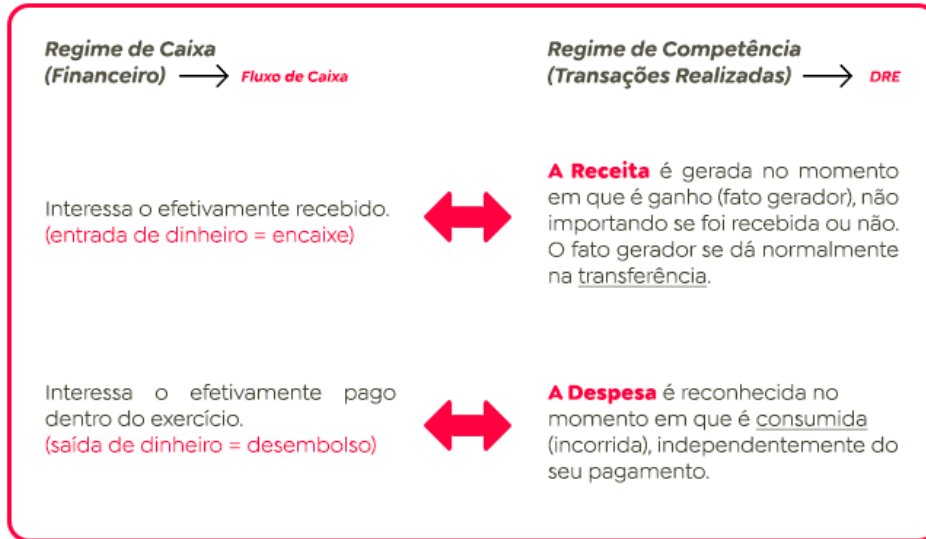 Regime de Caixa
(Financeiro) → Fluxo de Caixa
Regime de Competência
(Transações Realizadas) → DRE
Interessa o efetivamente recebido.
(entrada de dinheiro = encaixe)
A Receita é gerada no momento
em que é ganho (fato gerador), não
importando se foi recebida ou não.
O fato gerador se dá normalmente
na transferência.
Interessa o efetivamente pago
dentro do exercício.
(saída de dinheiro = desembolso)
A Despesa é reconhecida no
momento em que é consumida
(incorrida), independentemente do
seu pagamento.